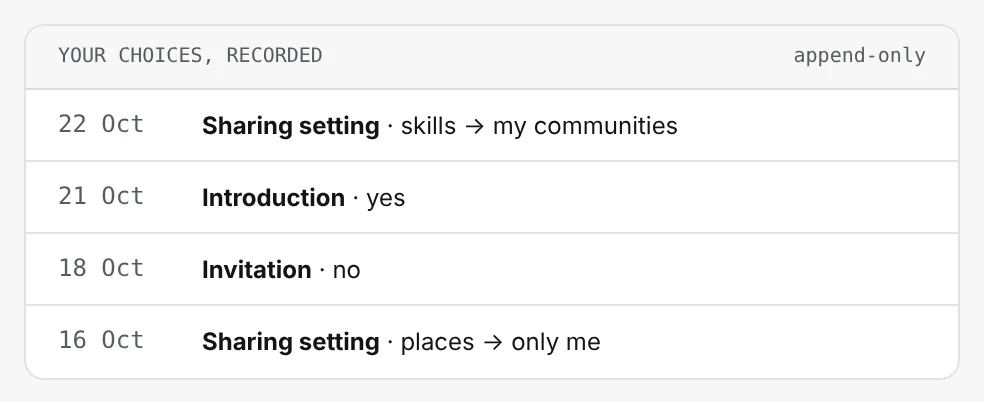 YOUR CHOICES, RECORDED append-only
22 Oct Sharing setting · skills → my communities
21 Oct Introduction · yes
18 Oct Invitation · no
16 Oct Sharing setting · places → only me